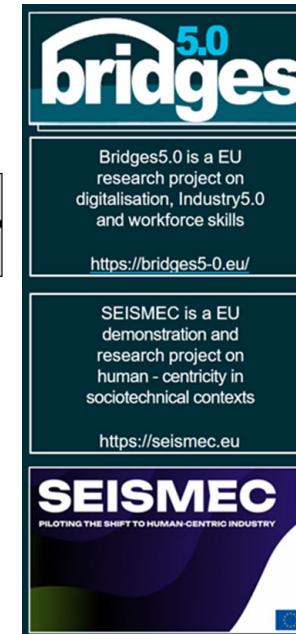 5.0
bridges
Bridges5.0 is a EU
research project on
digitalisation, Industry5.0
and workforce skills
https://bridges5-0.eu/
SEISMEC is a EU
demonstration and
research project on
human - centricity in
sociotechnical contexts
https://seismec.eu
SEISMEC
PILOTING THE SHIFT TO HUMAN-CENTRIC INDUSTRY